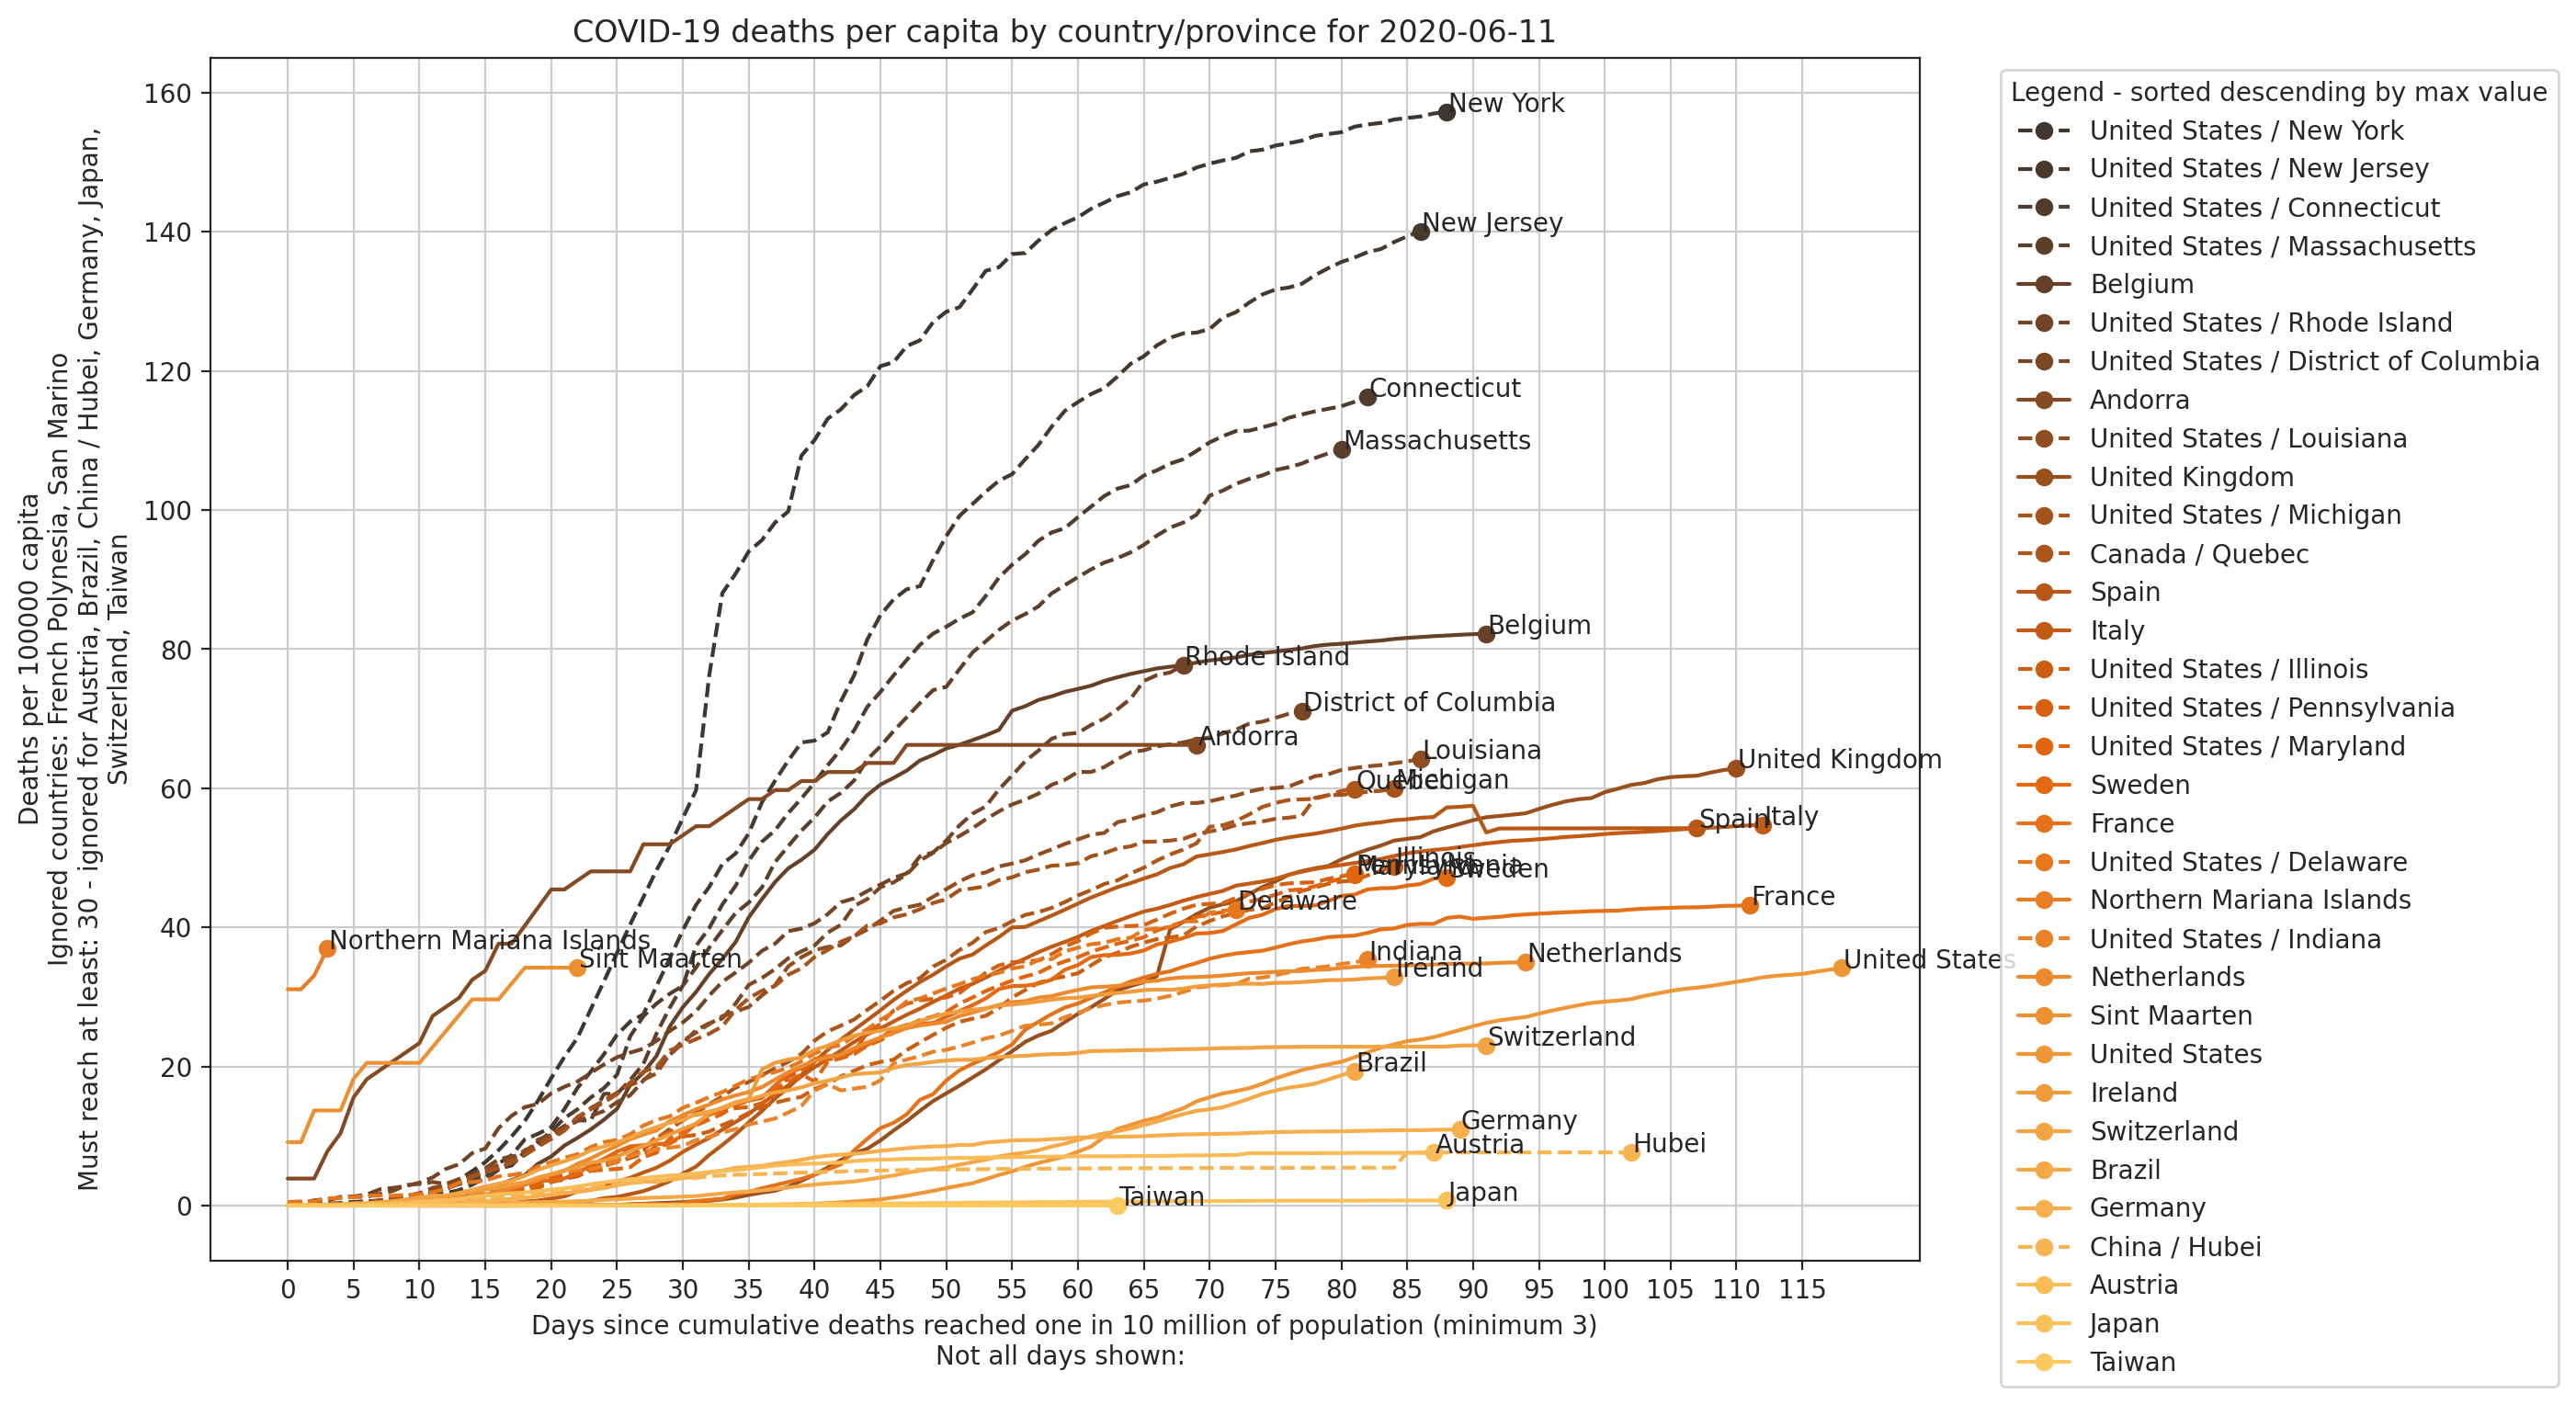 COVID-19 deaths per capita by country/province for 2020-06-11
Deaths per 100000 capita
Ignored countries: French Polynesia, San Marino
Must reach at least: 30 - ignored for Austria, Brazil, China / Hubei, Germany, Japan,
Switzerland, Taiwan
160
140
120
100
80
60
40
20
0
New York
New Jersey
Connecticut
Massachusetts
Belgium
Rhode Island
District of Columbia
Andorra
Louisiana
United Kingdom
Quebec
Michigan
Spain
Italy
Illinois
Pennsylvania
Maryland
Sweden
France
Delaware
Northern Mariana Islands
Sint Maarten
Indiana
Netherlands
Ireland
United States
Switzerland
Brazil
Germany
Austria
Hubei
Taiwan
Japan
0 5 10 15 20 25 30 35 40 45 50 55 60 65 70 75 80 85 90 95 100 105 110 115
Days since cumulative deaths reached one in 10 million of population (minimum 3)
Not all days shown:
Legend - sorted descending by max value
United States / New York
United States / New Jersey
United States / Connecticut
United States / Massachusetts
Belgium
United States / Rhode Island
United States / District of Columbia
Andorra
United States / Louisiana
United Kingdom
United States / Michigan
Canada / Quebec
Spain
Italy
United States / Illinois
United States / Pennsylvania
United States / Maryland
Sweden
France
United States / Delaware
Northern Mariana Islands
United States / Indiana
Netherlands
Sint Maarten
United States
Ireland
Switzerland
Brazil
Germany
China / Hubei
Austria
Japan
Taiwan